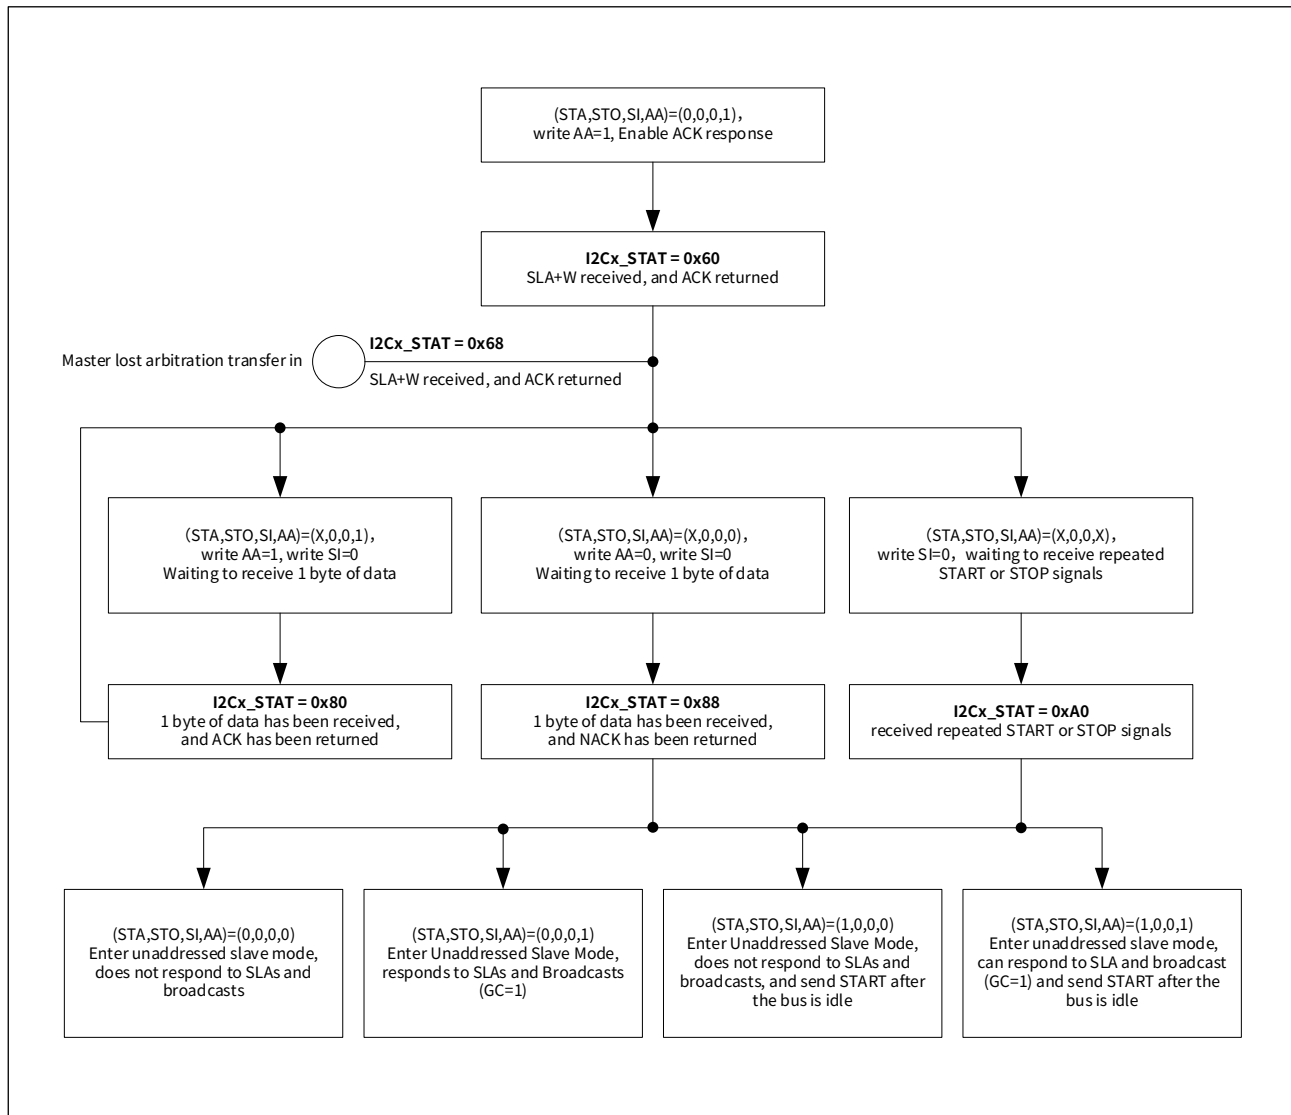 (STA,STO,SI,AA)=(0,0,0,1)，
write AA=1, Enable ACK response
I2Cx_STAT = 0x60
SLA+W received, and ACK returned
I2Cx_STAT = 0x68
Master lost arbitration transfer in
SLA+W received, and ACK returned
（STA,STO,SI,AA)=(X,0,0,1)，
write AA=1, write SI=0
Waiting to receive 1 byte of data
（STA,STO,SI,AA)=(X,0,0,0)，
write AA=0, write SI=0
Waiting to receive 1 byte of data
（STA,STO,SI,AA)=(X,0,0,X)，
write SI=0，waiting to receive repeated
START or STOP signals
I2Cx_STAT = 0x80
1 byte of data has been received,
and ACK has been returned
I2Cx_STAT = 0x88
1 byte of data has been received,
and NACK has been returned
I2Cx_STAT = 0xA0
received repeated START or STOP signals
(STA,STO,SI,AA)=(0,0,0,0)
Enter unaddressed slave mode,
does not respond to SLAs and
broadcasts
(STA,STO,SI,AA)=(0,0,0,1)
Enter Unaddressed Slave Mode,
responds to SLAs and Broadcasts
(GC=1)
(STA,STO,SI,AA)=(1,0,0,0)
Enter Unaddressed Slave Mode,
does not respond to SLAs and
broadcasts, and send START after
the bus is idle
(STA,STO,SI,AA)=(1,0,0,1)
Enter unaddressed slave mode,
can respond to SLA and broadcast
(GC=1) and send START after the
bus is idle